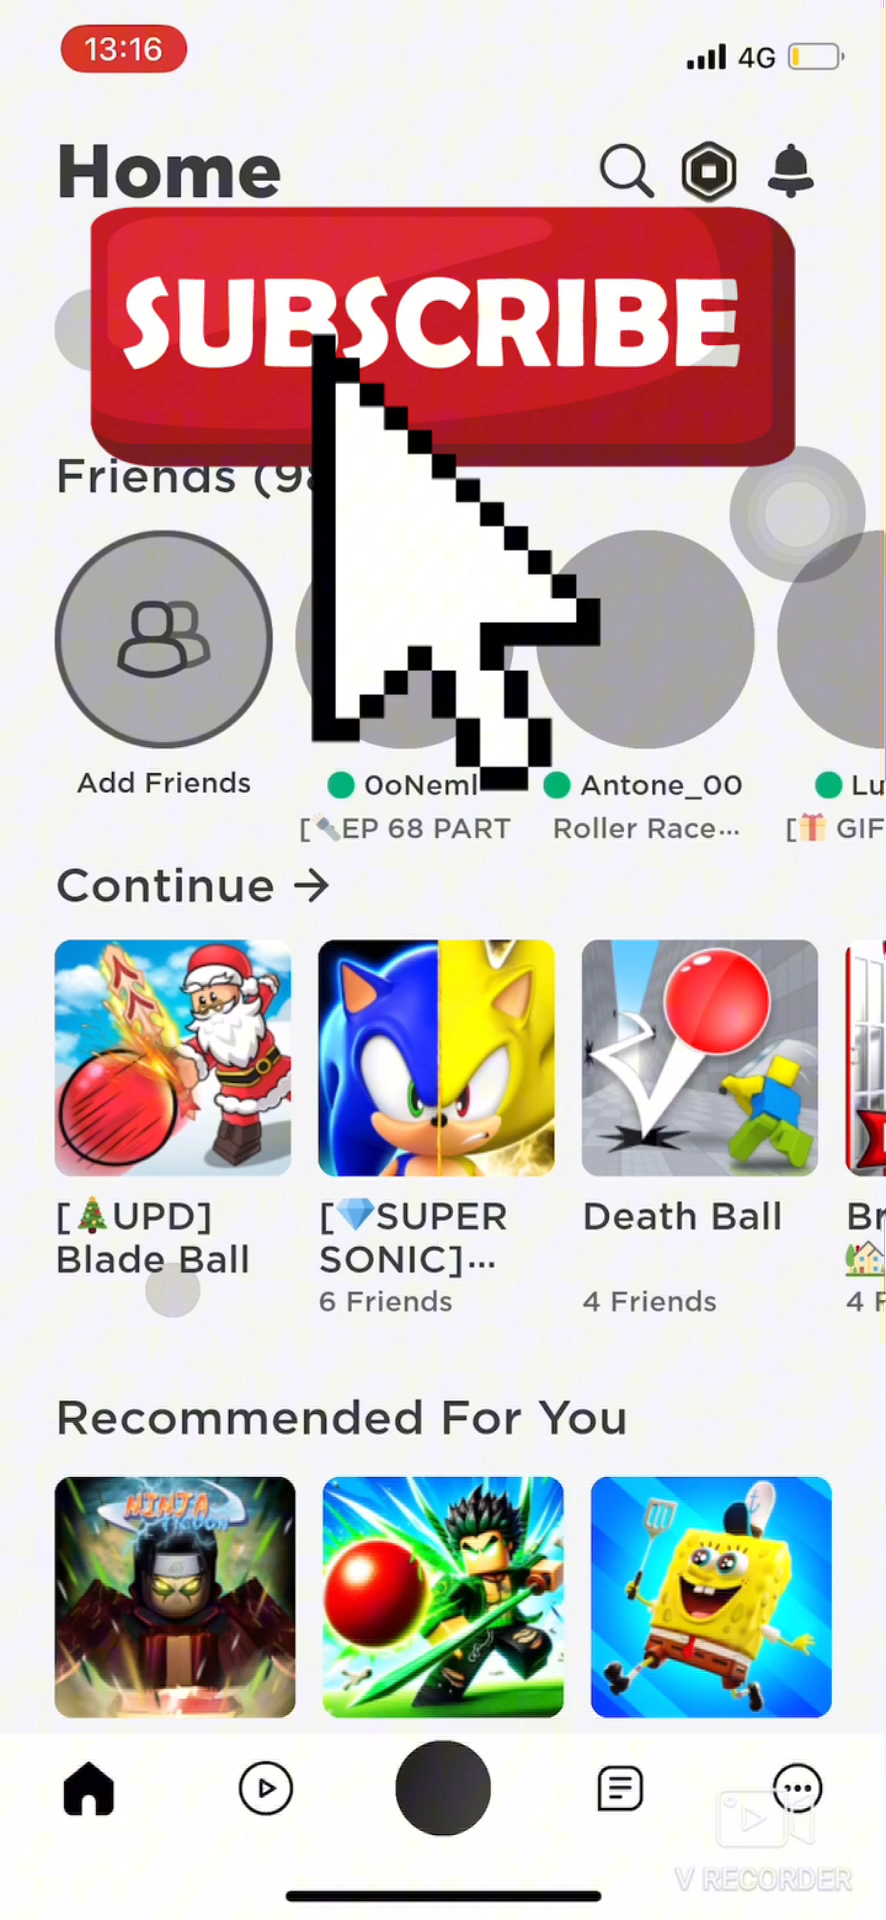 13:16
4G
Home
SUBSCRIBE
Friends (9
Add Friends
0oNeml
Antone_00
Lu
[🔦EP 68 PART
Roller Race...
[🎁 GIF
Continue →
[🎄UPD]
Blade Ball
[💎SUPER
SONIC]...
6 Friends
Death Ball
4 Friends
Br
4 F
Recommended For You
NINJA
TYCOON
V RECORDER